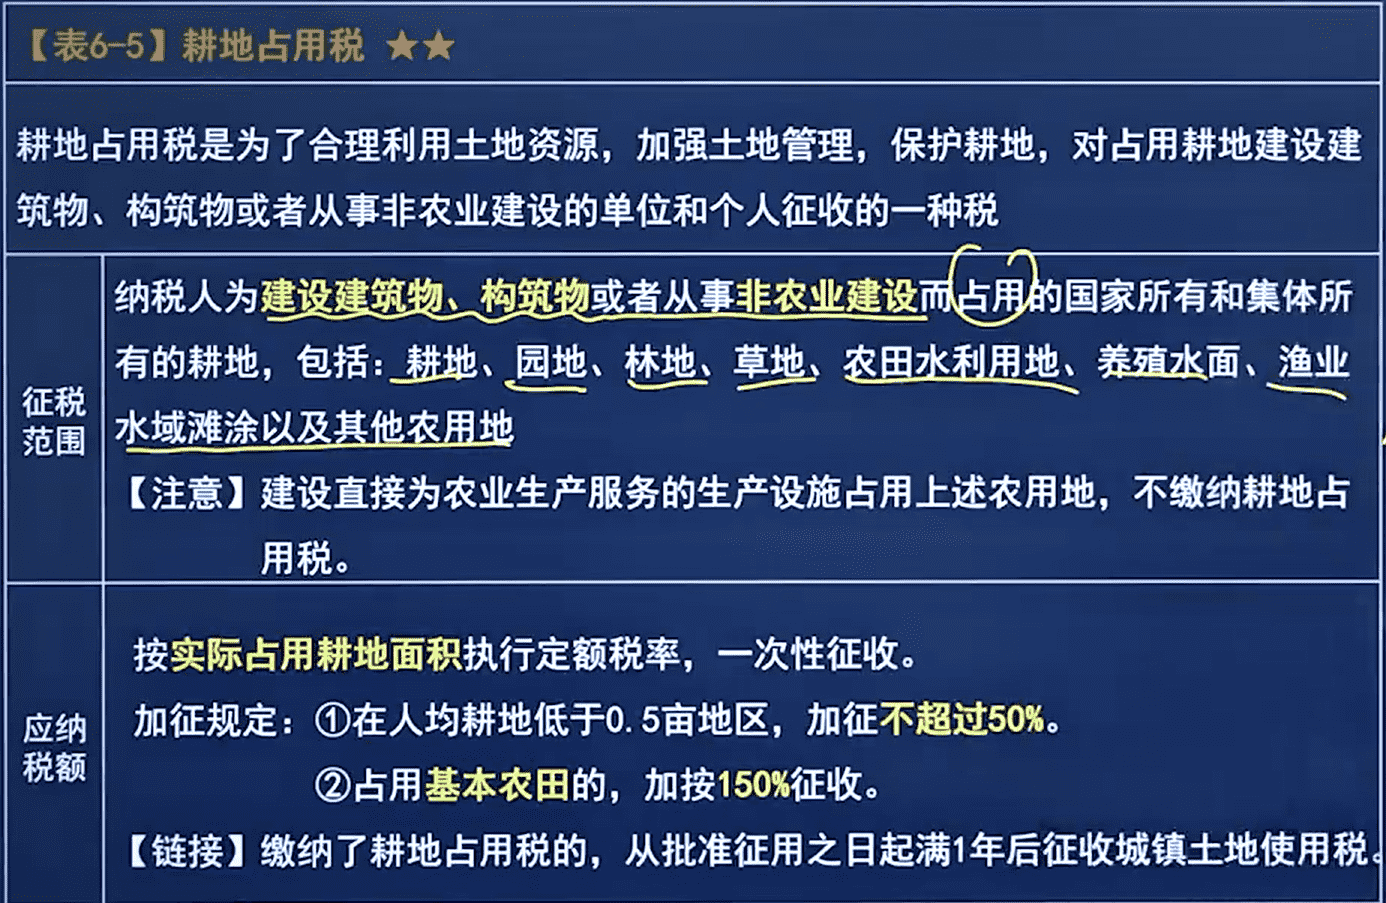 【表6-5】耕地占用税 ★★
耕地占用税是为了合理利用土地资源，加强土地管理，保护耕地，对占用耕地建设建
筑物、构筑物或者从事非农业建设的单位和个人征收的一种税
征税
范围
纳税人为建设建筑物、构筑物或者从事非农业建设而占用的国家所有和集体所
有的耕地，包括：耕地、园地、林地、草地、农田水利用地、养殖水面、渔业
水域滩涂以及其他农用地
【注意】建设直接为农业生产服务的生产设施占用上述农用地，不缴纳耕地占
用税。
应纳
税额
按实际占用耕地面积执行定额税率，一次性征收。
加征规定：①在人均耕地低于0.5亩地区，加征不超过50%。
②占用基本农田的，加按150%征收。
【链接】缴纳了耕地占用税的，从批准征用之日起满1年后征收城镇土地使用税。